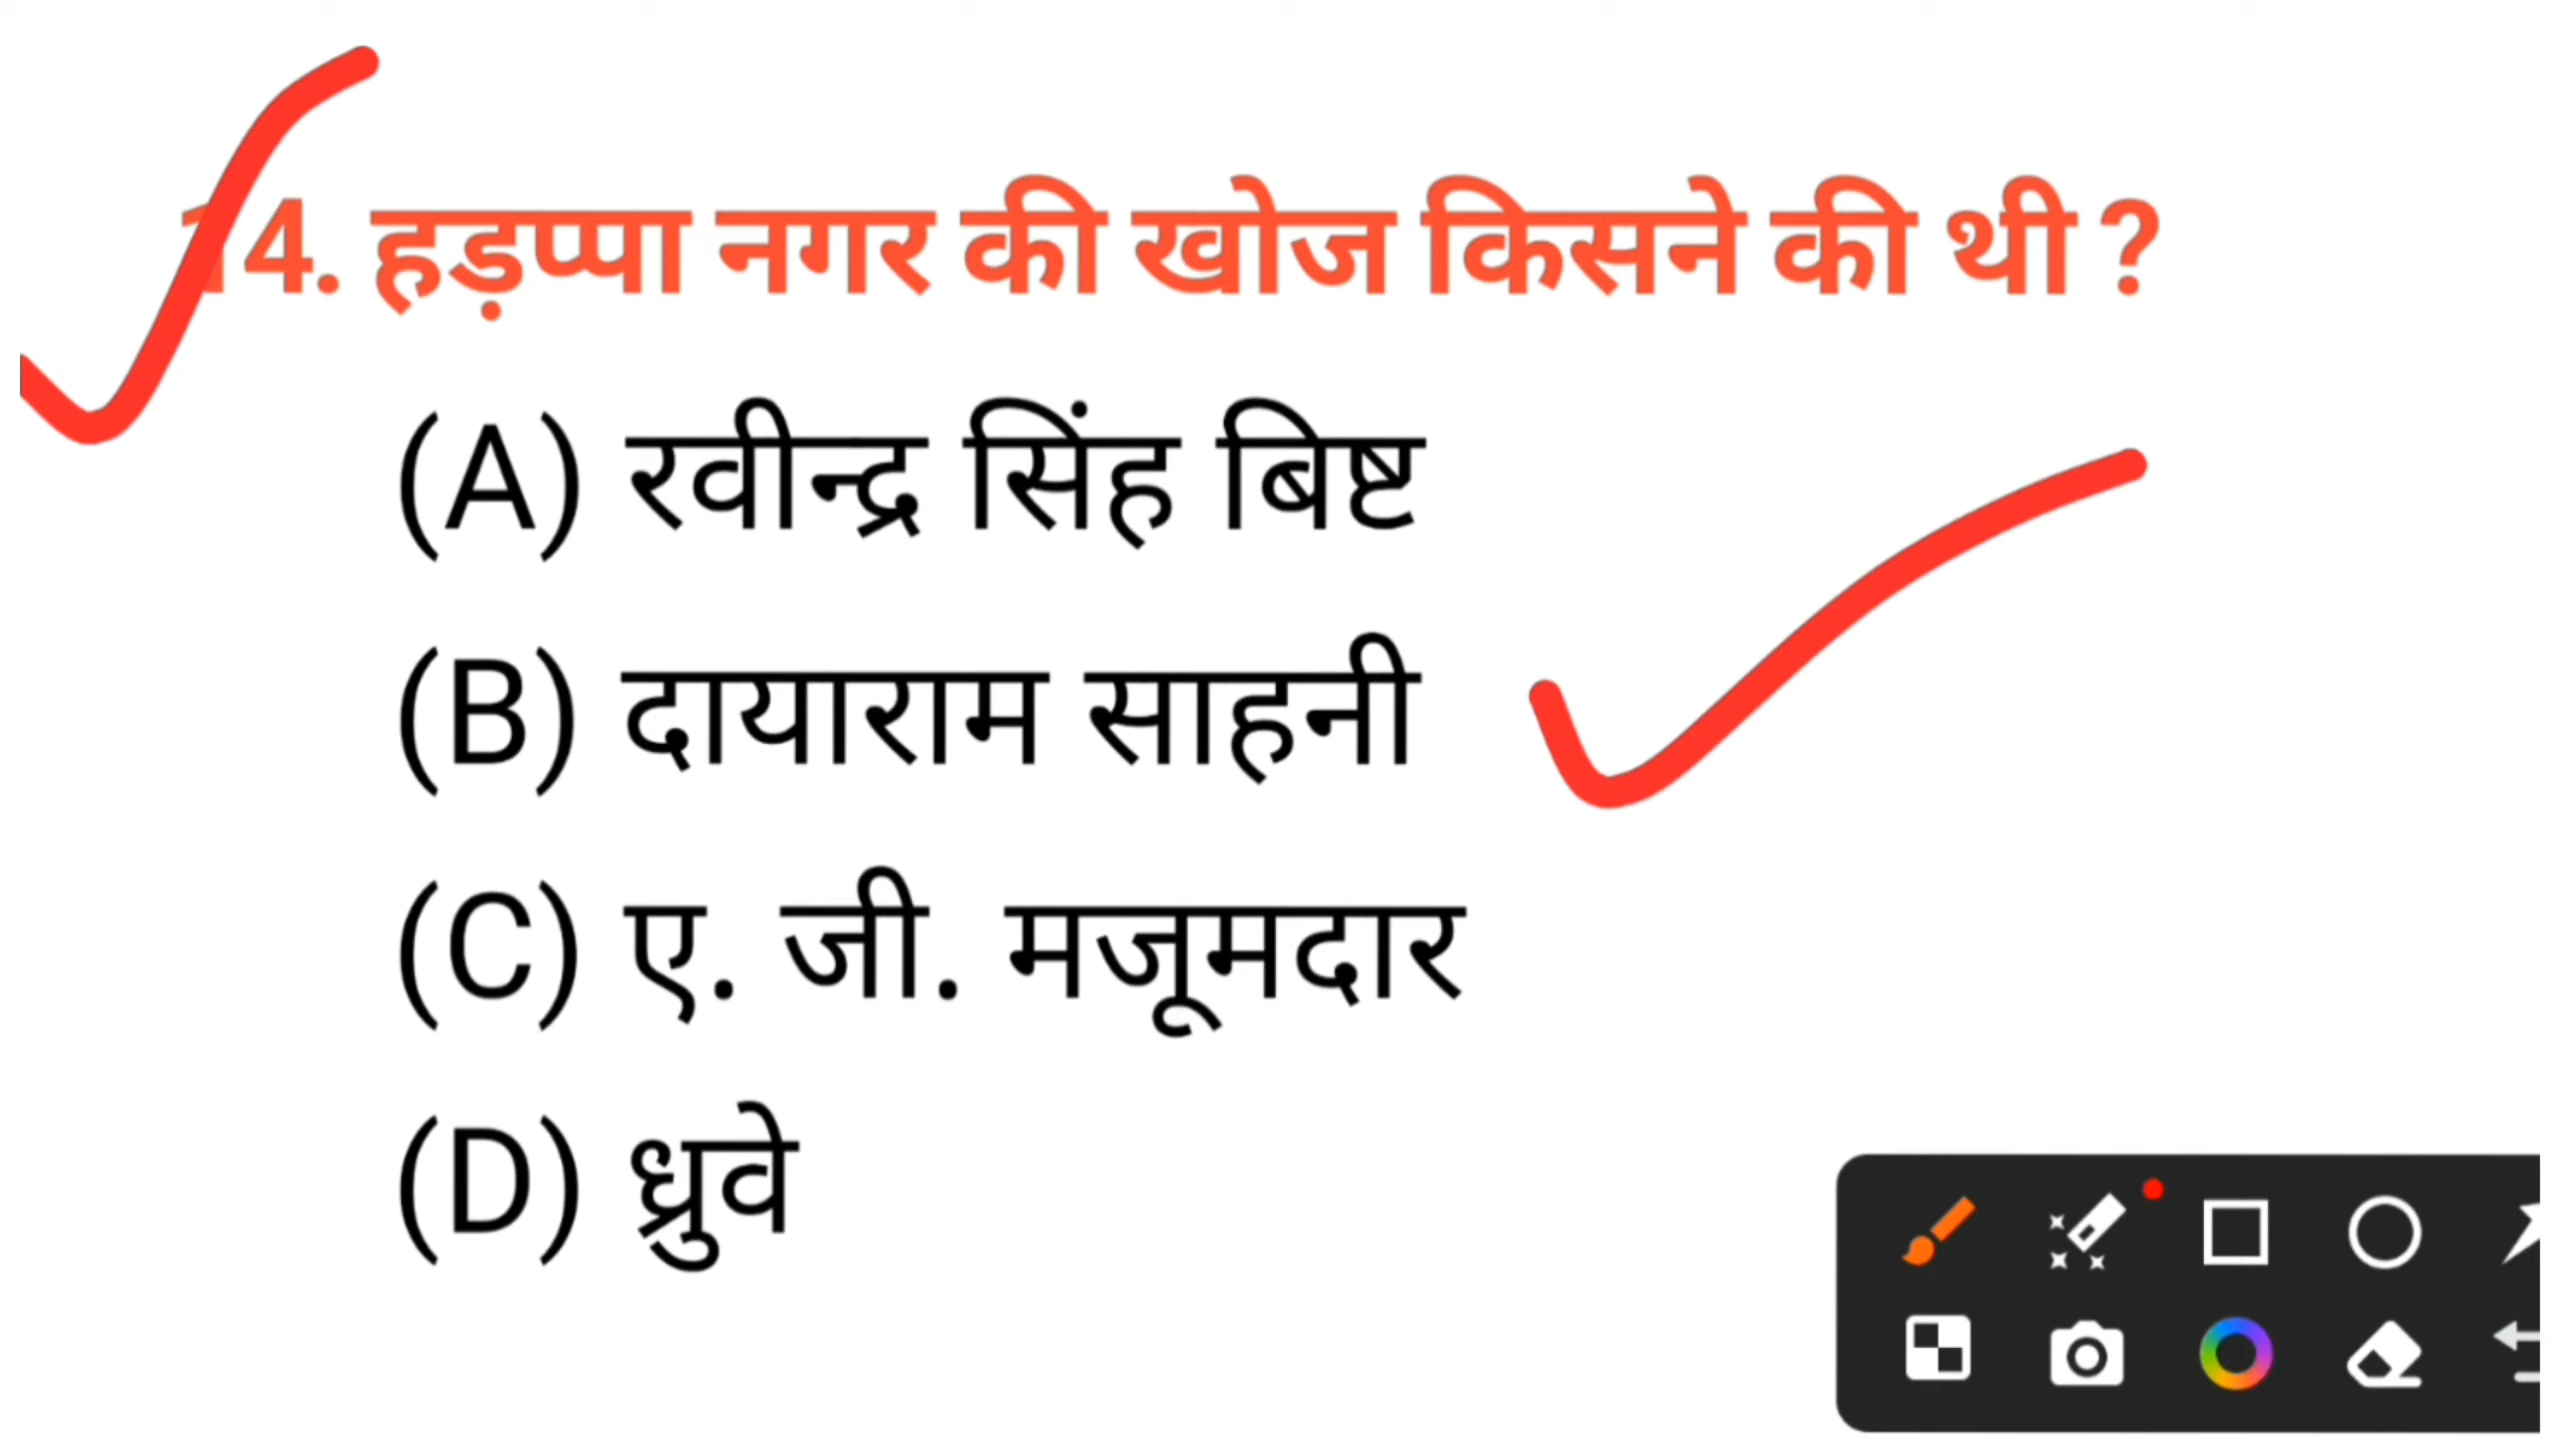 14. हड़प्पा नगर की खोज किसने की थी ?
(A) रवीन्द्र सिंह बिष्ट
(B) दायाराम साहनी
(C) ए. जी. मजूमदार
(D) ध्रुवे